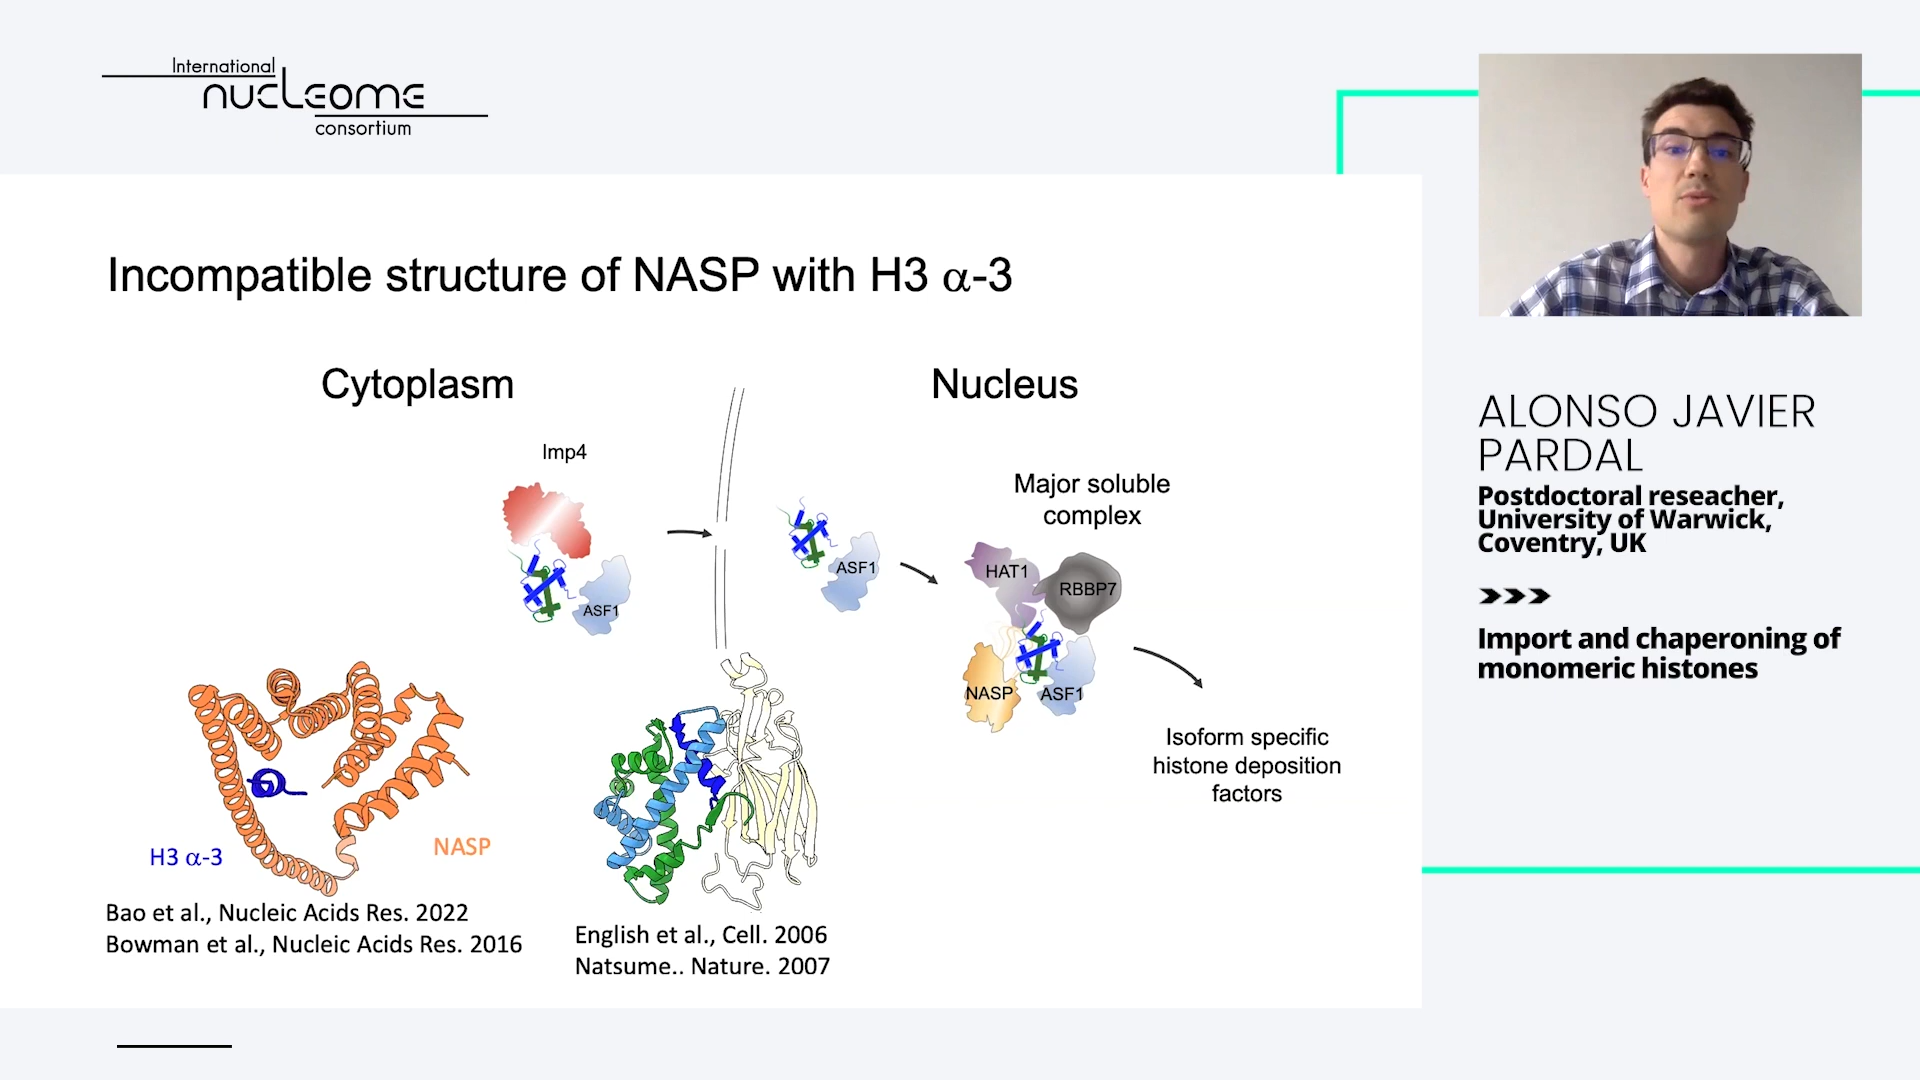 International
nucleome
consortium
Incompatible structure of NASP with H3 α-3
Cytoplasm
Nucleus
Imp4
Major soluble
complex
ASF1
ASF1
HAT1
RBBP7
NASP
ASF1
Isoform specific
histone deposition
factors
H3 α-3
NASP
Bao et al., Nucleic Acids Res. 2022
Bowman et al., Nucleic Acids Res. 2016
English et al., Cell. 2006
Natsume.. Nature. 2007
ALONSO JAVIER
PARDAL
Postdoctoral reseacher,
University of Warwick,
Coventry, UK
Import and chaperoning of
monomeric histones